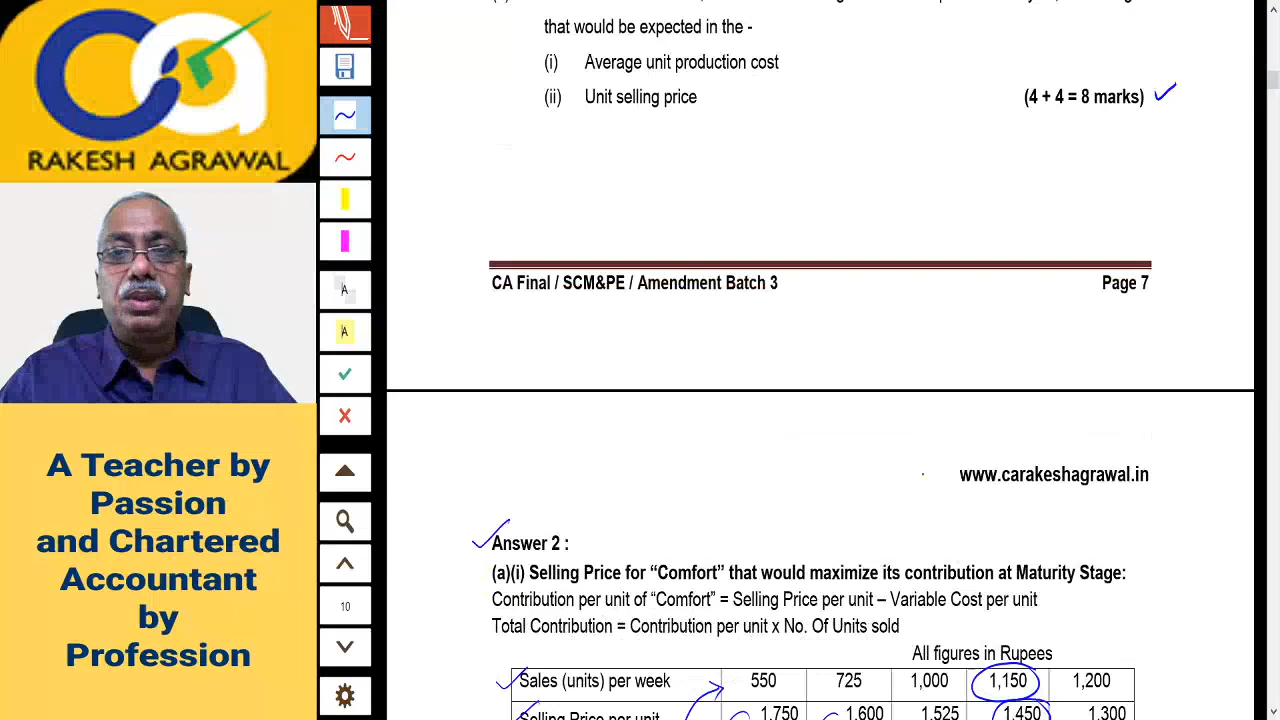 RAKESH AGRAWAL
A Teacher by
Passion
and Chartered
Accountant
by
Profession
A
A
10
that would be expected in the -
(i) Average unit production cost
(ii) Unit selling price (4 + 4 = 8 marks)
CA Final / SCM&PE / Amendment Batch 3 Page 7
www.carakeshagrawal.in
Answer 2 :
(a)(i) Selling Price for “Comfort” that would maximize its contribution at Maturity Stage:
Contribution per unit of “Comfort” = Selling Price per unit – Variable Cost per unit
Total Contribution = Contribution per unit x No. Of Units sold
All figures in Rupees
Sales (units) per week 550 725 1,000 1,150 1,200
Selling Price per unit 1,750 1,600 1,525 1,450 1,300